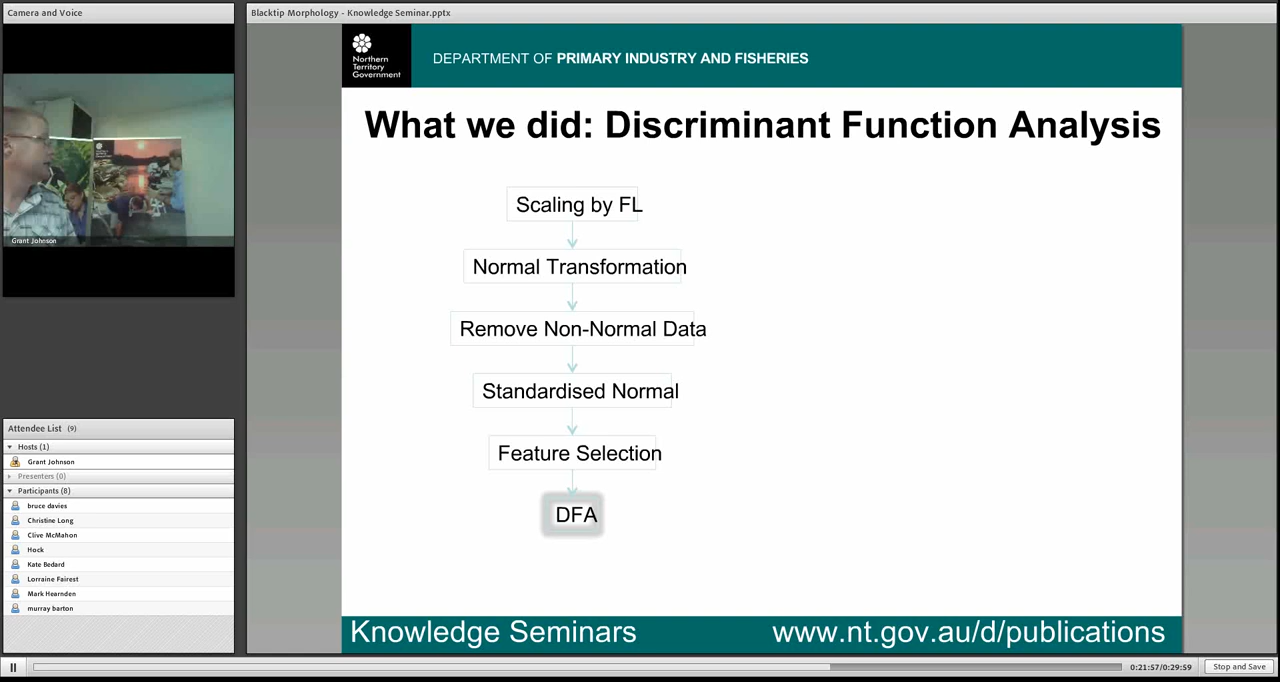 Camera and Voice
Grant Johnson
Attendee List (9)
Hosts (1)
Grant Johnson
Presenters (0)
Participants (8)
bruce davies
Christine Long
Clive McMahon
Hock
Kate Bedard
Lorraine Fairest
Mark Hearnden
murray barton
Blacktip Morphology - Knowledge Seminar.pptx
Northern
Territory
Government
DEPARTMENT OF PRIMARY INDUSTRY AND FISHERIES
What we did: Discriminant Function Analysis
Scaling by FL
Normal Transformation
Remove Non-Normal Data
Standardised Normal
Feature Selection
DFA
Knowledge Seminars
www.nt.gov.au/d/publications
0:21:57/0:29:59
Stop and Save